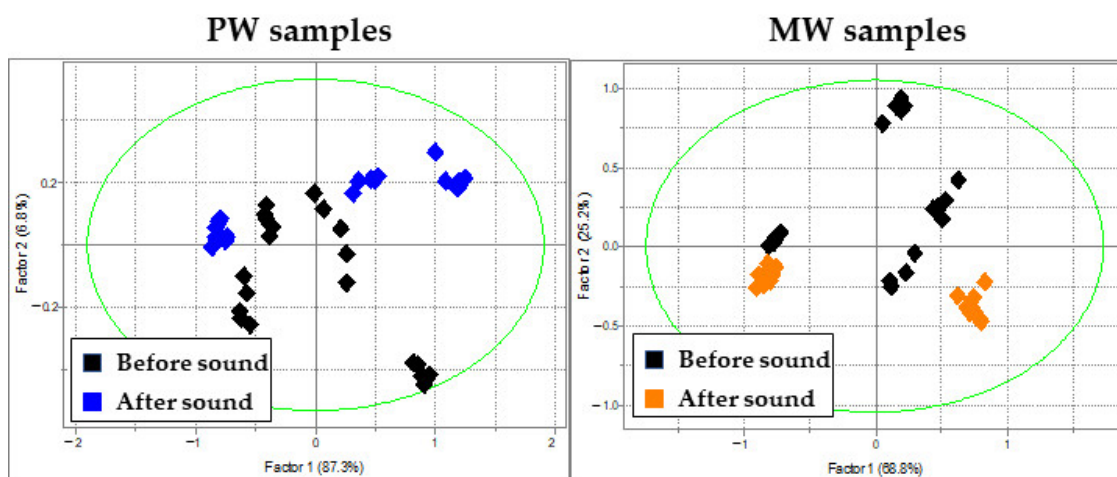 PW samples
MW samples
Factor 2 (6.8%)
0.2
−0.2
−2
−1
0
1
2
Factor 1 (87.3%)
Before sound
After sound
Factor 2 (25.2%)
1.0
0.5
0.0
−0.5
−1.0
−1
0
1
Factor 1 (68.8%)
Before sound
After sound